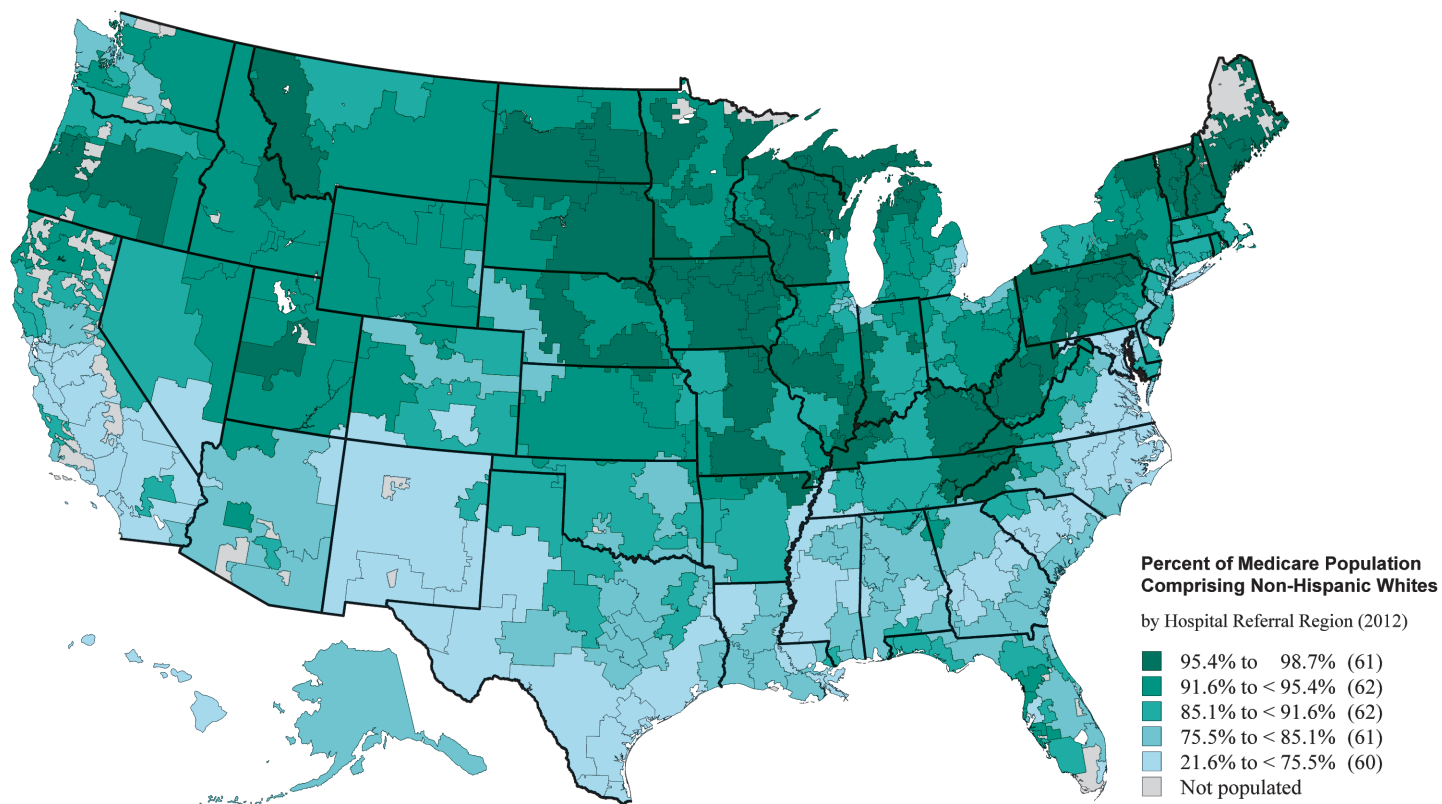 Percent of Medicare Population
Comprising Non-Hispanic Whites
by Hospital Referral Region (2012)
95.4% to 98.7% (61)
91.6% to < 95.4% (62)
85.1% to < 91.6% (62)
75.5% to < 85.1% (61)
21.6% to < 75.5% (60)
Not populated